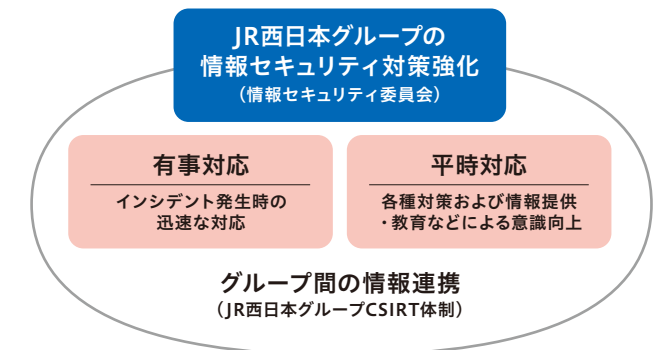 JR西日本グループの
情報セキュリティ対策強化
（情報セキュリティ委員会）
有事対応
インシデント発生時の
迅速な対応
平時対応
各種対策および情報提供
・教育などによる意識向上
グループ間の情報連携
（JR西日本グループCSIRT体制）